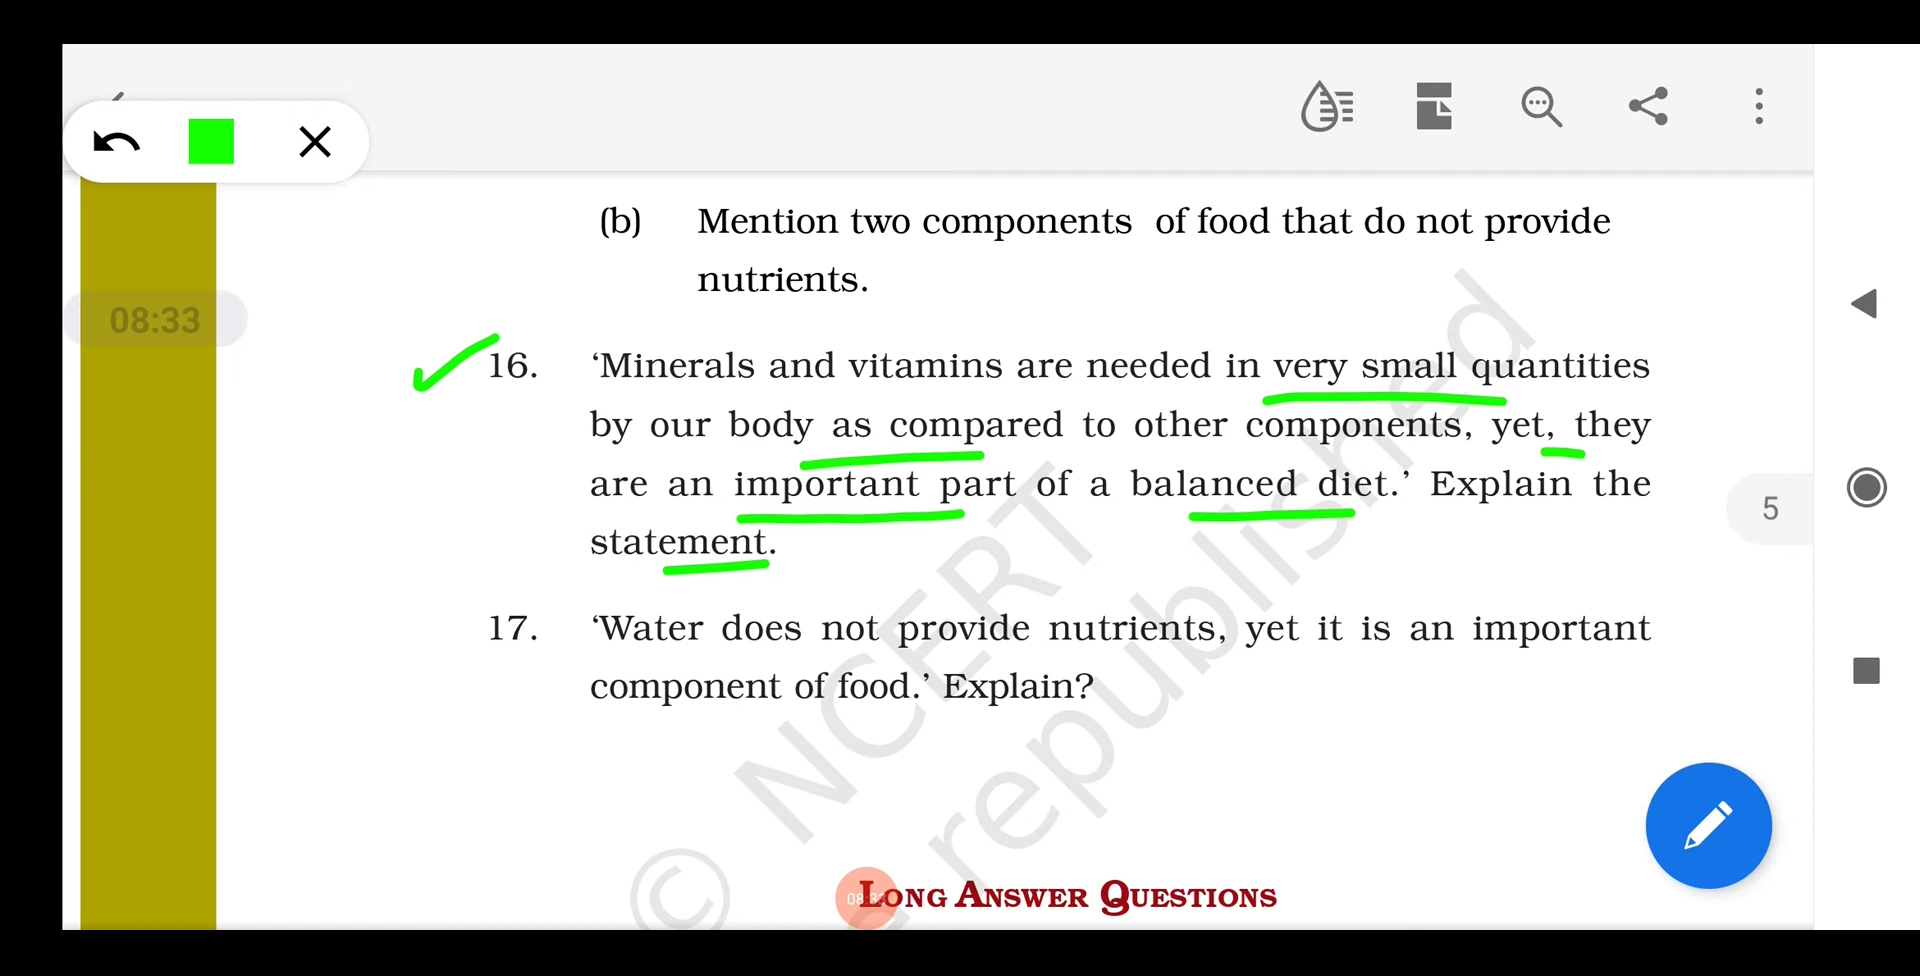 (b) Mention two components of food that do not provide
nutrients.
08:33
16. ‘Minerals and vitamins are needed in very small quantities
by our body as compared to other components, yet, they
are an important part of a balanced diet.’ Explain the
statement.
5
17. ‘Water does not provide nutrients, yet it is an important
component of food.’ Explain?
© NCERT
republished
LONG ANSWER QUESTIONS